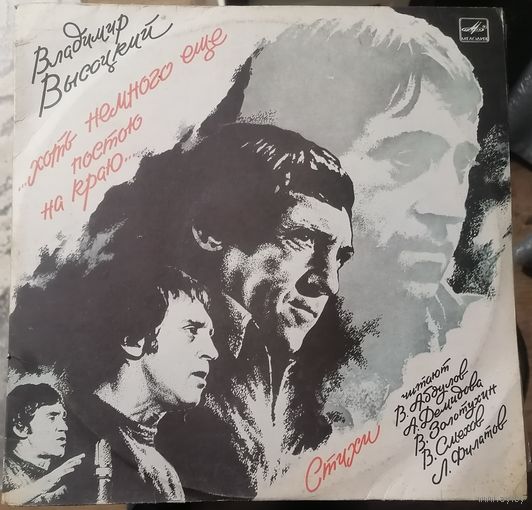 Владимир
Высоцкий
...хоть немного еще
постою
на краю...
МЕЛОДИЯ
Стихи
читают
В. Абдулов
А. Демидова
В. Золотухин
В. Смехов
Л. Филатов